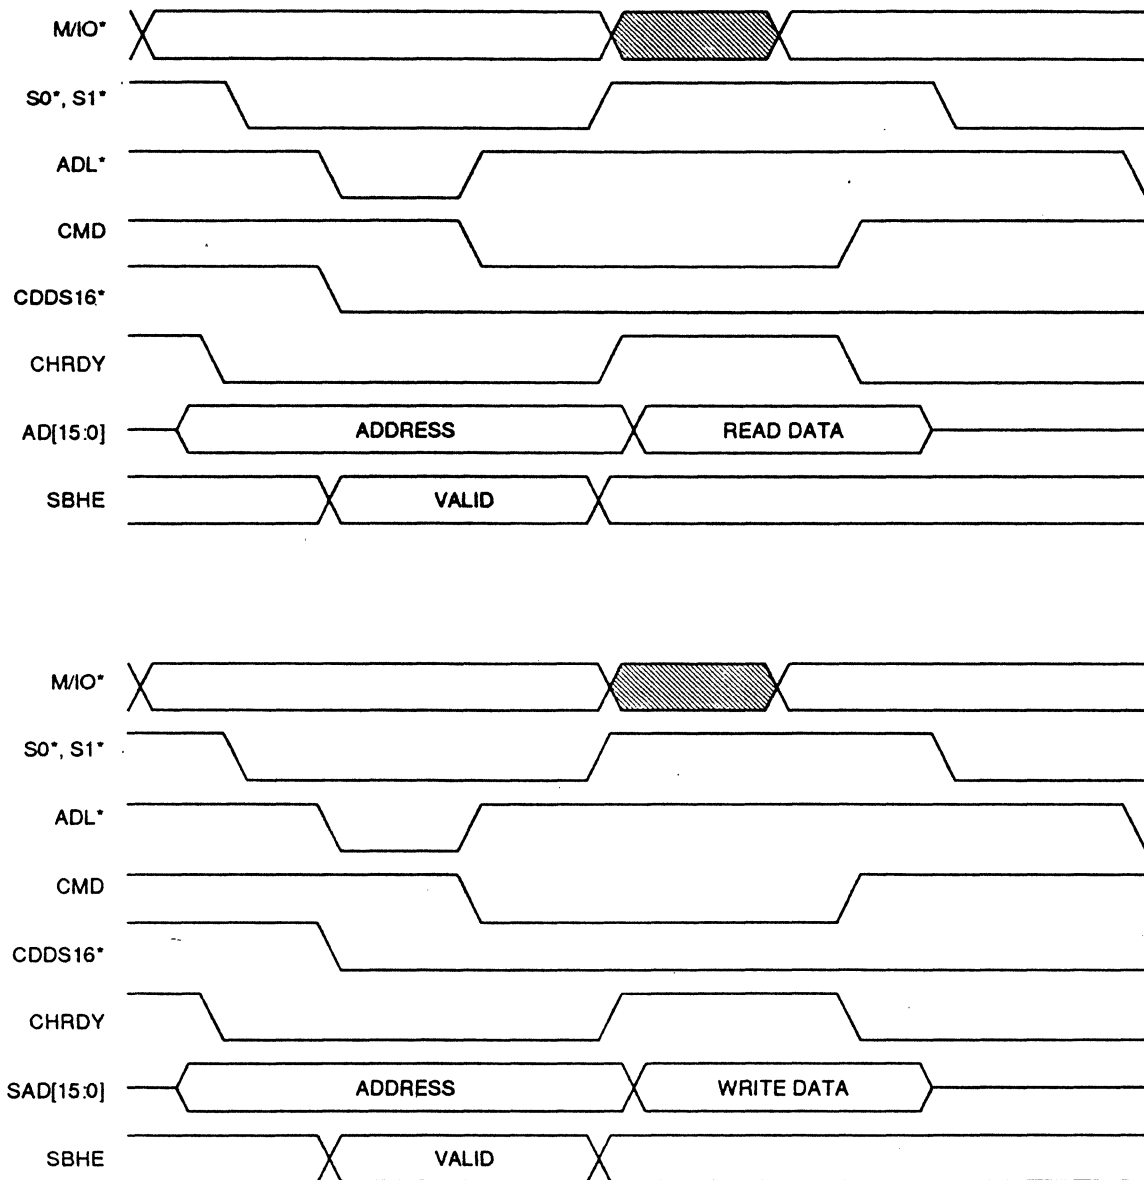 M/IO*
S0*, S1*
ADL*
CMD
CDDS16*
CHRDY
AD[15:0] ADDRESS READ DATA
SBHE VALID
M/IO*
S0*, S1*
ADL*
CMD
CDDS16*
CHRDY
SAD[15:0] ADDRESS WRITE DATA
SBHE VALID